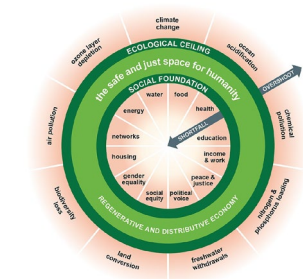 climate
change
ozone layer
depletion
ocean
acidification
ECOLOGICAL CEILING
OVERSHOOT
the safe and just space for humanity
SOCIAL FOUNDATION
water
food
energy
health
air pollution
chemical
pollution
networks
SHORTFALL
education
housing
income
& work
gender
equality
peace &
justice
social
equity
political
voice
biodiversity
loss
nitrogen &
phosphorus loading
REGENERATIVE AND DISTRIBUTIVE ECONOMY
land
conversion
freshwater
withdrawals